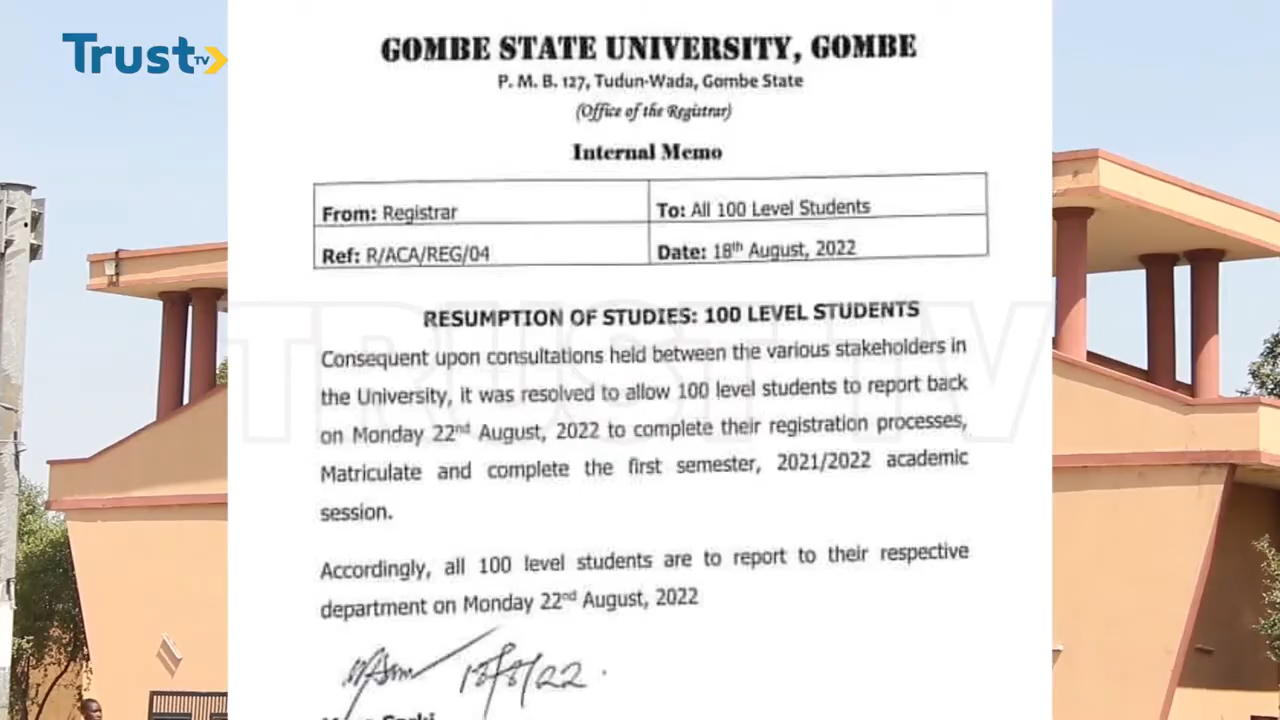 Trust TV
GOMBE STATE UNIVERSITY, GOMBE
P. M. B. 127, Tudun-Wada, Gombe State
(Office of the Registrar)
Internal Memo
From: Registrar
To: All 100 Level Students
Ref: R/ACA/REG/04
Date: 18th August, 2022
TRUST TV
RESUMPTION OF STUDIES: 100 LEVEL STUDENTS
Consequent upon consultations held between the various stakeholders in
the University, it was resolved to allow 100 level students to report back
on Monday 22nd August, 2022 to complete their registration processes,
Matriculate and complete the first semester, 2021/2022 academic
session.
Accordingly, all 100 level students are to report to their respective
department on Monday 22nd August, 2022
18/8/22